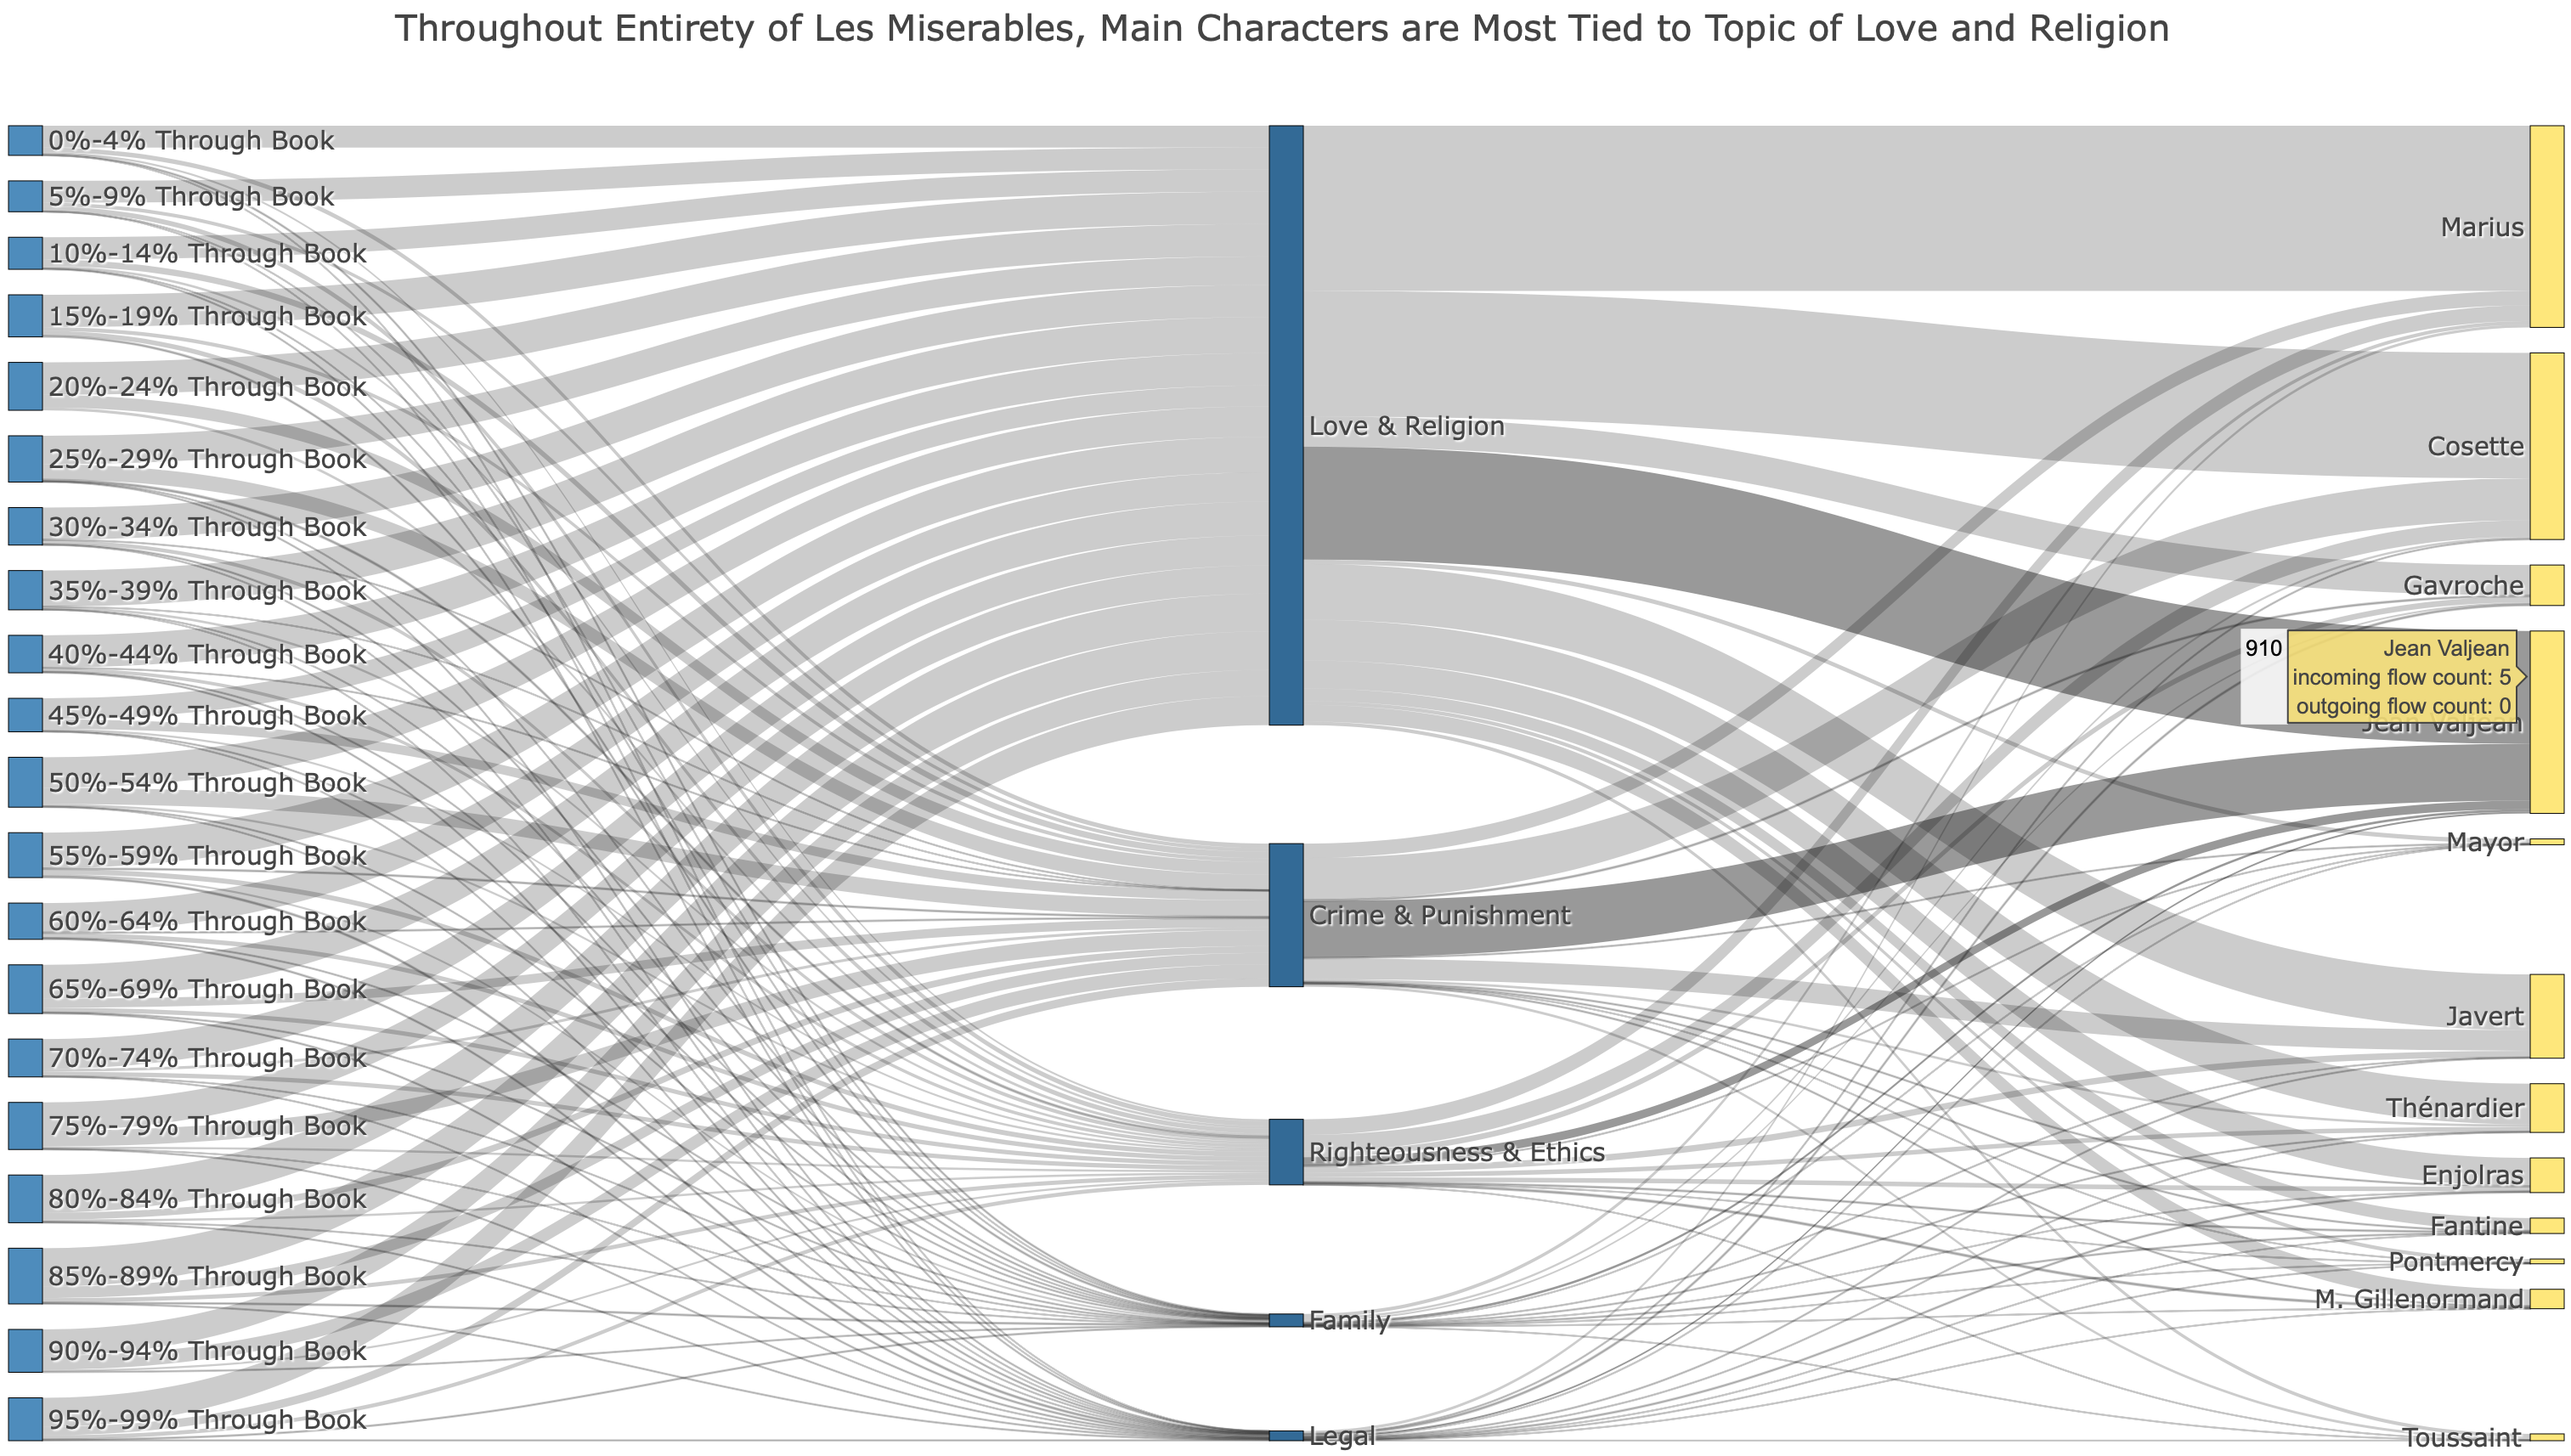 Throughout Entirety of Les Miserables, Main Characters are Most Tied to Topic of Love and Religion
0%-4% Through Book
5%-9% Through Book
10%-14% Through Book
15%-19% Through Book
20%-24% Through Book
25%-29% Through Book
30%-34% Through Book
35%-39% Through Book
40%-44% Through Book
45%-49% Through Book
50%-54% Through Book
55%-59% Through Book
60%-64% Through Book
65%-69% Through Book
70%-74% Through Book
75%-79% Through Book
80%-84% Through Book
85%-89% Through Book
90%-94% Through Book
95%-99% Through Book
Love & Religion
Crime & Punishment
Righteousness & Ethics
Family
Legal
Marius
Cosette
Gavroche
910
Jean Valjean
incoming flow count: 5
outgoing flow count: 0
Jean Valjean
Mayor
Javert
Thénardier
Enjolras
Fantine
Pontmercy
M. Gillenormand
Toussaint